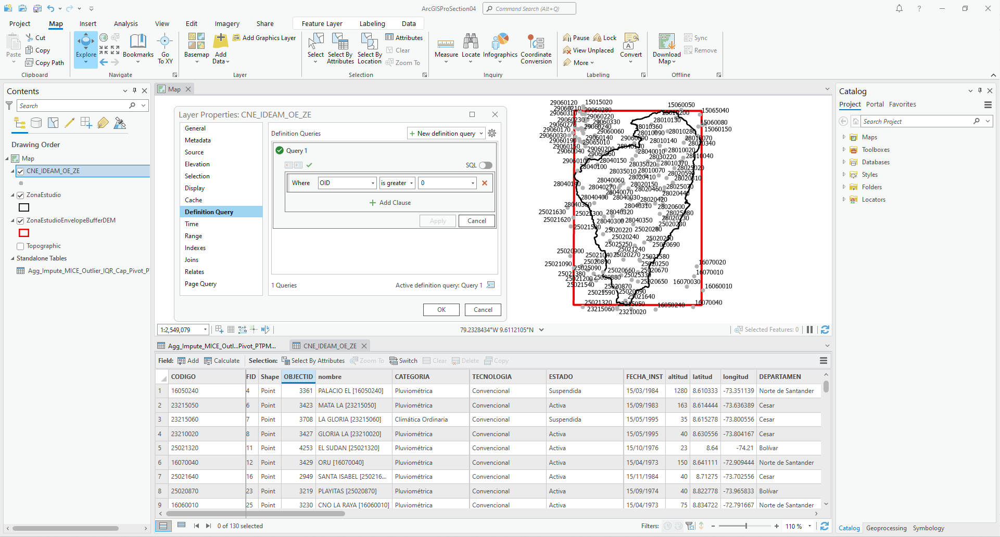 ArcGISProSection04
Command Search (Alt+Q)
Project Map Insert Analysis View Edit Imagery Share Feature Layer Labeling Data
Paste
Cut
Copy
Copy Path
Clipboard
Explore
Bookmarks
Go
To XY
Navigate
Basemap
Add
Data
Add Graphics Layer
Layer
Select
Select By
Attributes
Select By
Location
Attributes
Clear
Zoom To
Selection
Measure
Locate
Infographics
Coordinate
Conversion
Inquiry
Pause
Lock
View Unplaced
More
Convert
Labeling
Download
Map
Sync
Remove
Offline
Contents
Search
Drawing Order
Map
CNE_IDEAM_OE_ZE
ZonaEstudio
ZonaEstudioEnvelopeBufferDEM
Topographic
Standalone Tables
Agg_Impute_MICE_Outlier_IQR_Cap_Pivot_P
Map
Layer Properties: CNE_IDEAM_OE_ZE
General
Metadata
Source
Elevation
Selection
Display
Cache
Definition Query
Time
Range
Indexes
Joins
Relates
Page Query
Definition Queries
New definition query
Query 1
SQL
Where OID is greater 0
Add Clause
Apply Cancel
1 Queries
Active definition query: Query 1
OK Cancel
29060120 15015020
29060210 29060280 15060050
29060310 28010200 15065040
29060230 29060220 28010130
29060270 29060330 28010360 15060080
29060170 29060240 28010280 15060150
29060030 29060060 28010090
29060190 29060140 28010140
29065010 28010340
29060150 29060200 28010020
29060040 28040010 28010040
29060100 28040150 28030220
28040100 28035020 28010370
28035010 28010070 28025020
28020410
28040140 28040060 28020150
28040270 28020460 28025070
28040070 28020440
28040400 28040030 28020420
28040360 28040310 28020600
25021630 28040320 28025080
25021620 28040300 28040350 28020230
25021500 25020280 25020230
25020220
25020240 25020260
25025250 25020690
25020900 25021240
25021040 25020270 25021580
25021090 25020890 25020250 16070020
25025090 25020660 25020670
25021380 25025330 16070010
25021200 25020880 25020650 16070030
25021540 25020870 16060010
25021590 25020090
25021640
25021320 23215050 16050240 16070040
23215060 23210020
1:2,549,079
79.2328434°W 9.6112105°N
Selected Features: 0
Agg_Impute_MICE_Outl...Pivot_PTPM...
CNE_IDEAM_OE_ZE
Field: Add Calculate Selection: Select By Attributes Zoom To Switch Clear Delete Copy
CODIGO FID Shape OBJECTID nombre CATEGORIA TECNOLOGIA ESTADO FECHA_INST altitud latitud longitud DEPARTAMEN
1 16050240 4 Point 3361 PALACIO EL [16050240] Pluviométrica Convencional Suspendida 15/03/1984 1280 8.610333 -73.351139 Norte de Santander
2 23215050 6 Point 3423 MATA LA [23215050] Pluviométrica Convencional Activa 15/09/1983 163 8.614444 -73.636389 Cesar
3 23215060 7 Point 3708 LA GLORIA [23215060] Climática Ordinaria Convencional Suspendida 15/05/1995 35 8.615278 -73.800556 Cesar
4 23210020 8 Point 3427 GLORIA LA [23210020] Pluviométrica Convencional Activa 15/05/1995 40 8.630556 -73.804167 Cesar
5 25021320 11 Point 4253 EL SUDAN [25021320] Pluviométrica Convencional Activa 15/10/1976 23 8.64 -74.21 Bolívar
6 16070040 12 Point 3429 ORU [16070040] Pluviométrica Convencional Activa 15/04/1973 150 8.641111 -72.909444 Norte de Santander
7 25021640 16 Point 2949 SANTA ISABEL [250216... Pluviométrica Convencional Activa 15/11/1984 40 8.71275 -73.702556 Cesar
8 25020870 23 Point 3219 PLAYITAS [25020870] Pluviométrica Convencional Activa 15/09/1974 40 8.822778 -73.965833 Bolívar
9 16060010 25 Point 3230 CNO LA RAYA [16060010] Pluviométrica Convencional Activa 15/04/1973 75 8.834722 -72.791667 Norte de Santander
0 of 130 selected
Filters:
110 %
Catalog
Project Portal Favorites
Search Project
Maps
Toolboxes
Databases
Styles
Folders
Locators
Catalog Geoprocessing Symbology